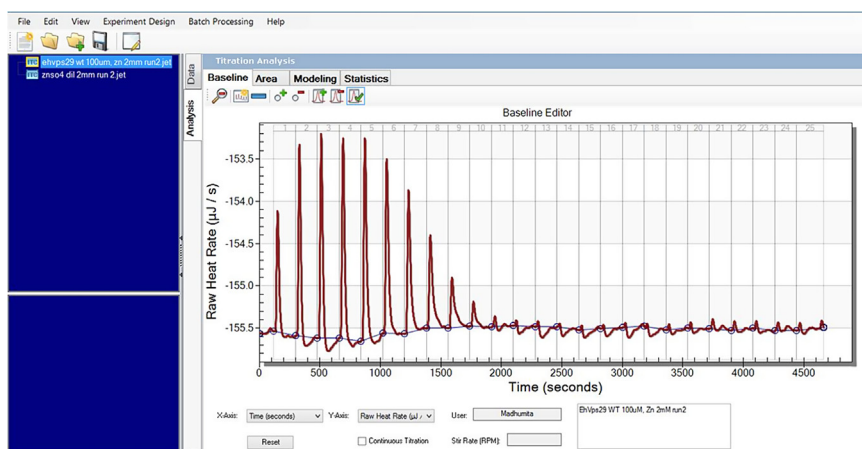 File Edit View Experiment Design Batch Processing Help
ITC ehvps29 wt 100um, zn 2mm run2.jet
ITC znso4 dil 2mm run 2.jet
Data
Analysis
Titration Analysis
Baseline Area Modeling Statistics
Baseline Editor
1 2 3 4 5 6 7 8 9 10 11 12 13 14 15 16 17 18 19 20 21 22 23 24 25
Raw Heat Rate (µJ / s)
-153.5
-154.0
-154.5
-155.0
-155.5
0 500 1000 1500 2000 2500 3000 3500 4000 4500
Time (seconds)
X-Axis: Time (seconds) Y-Axis: Raw Heat Rate (µJ / User: Madhumita
EhVps29 WT 100uM, Zn 2mM run2
Reset Continuous Titration Stir Rate (RPM):